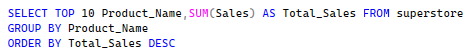 SELECT TOP 10 Product_Name,SUM(Sales) AS Total_Sales FROM superstore
GROUP BY Product_Name
ORDER BY Total_Sales DESC